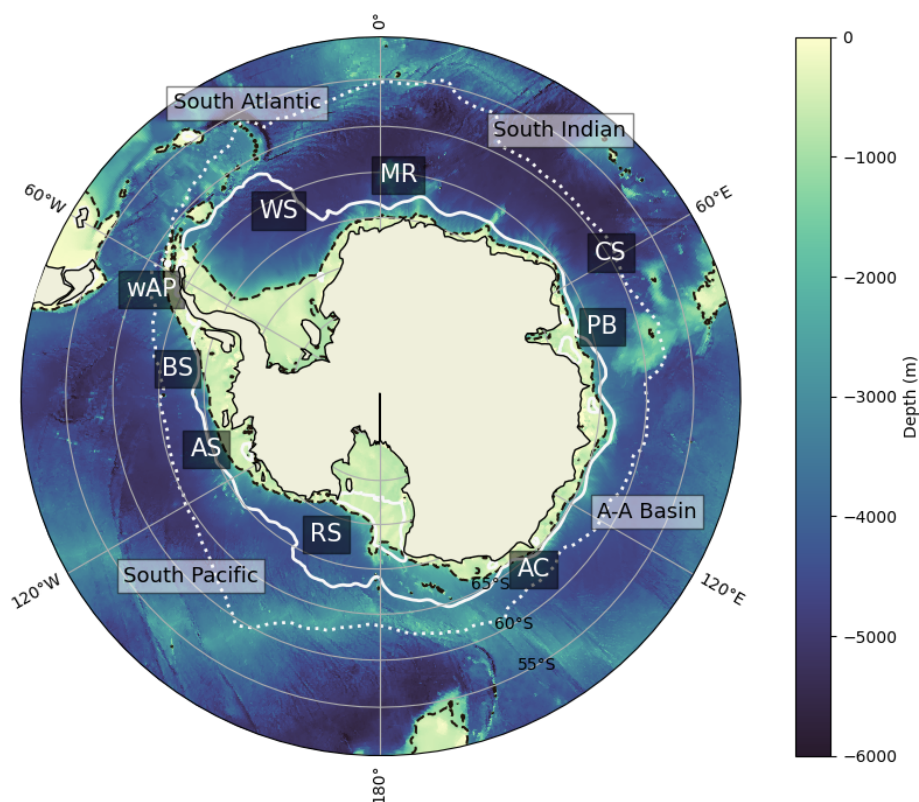 0°
South Atlantic
South Indian
MR
WS
60°W
60°E
CS
wAP
PB
BS
AS
A-A Basin
RS
AC
South Pacific
65°S
120°W
120°E
60°S
55°S
180°
0
−1000
−2000
−3000
−4000
−5000
−6000
Depth (m)